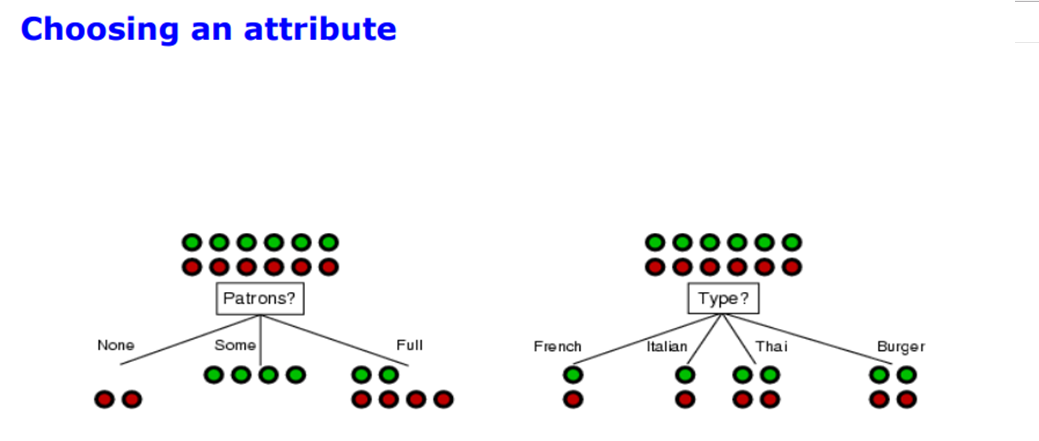 Choosing an attribute
Patrons?
None Some Full
Type?
French Italian Thai Burger